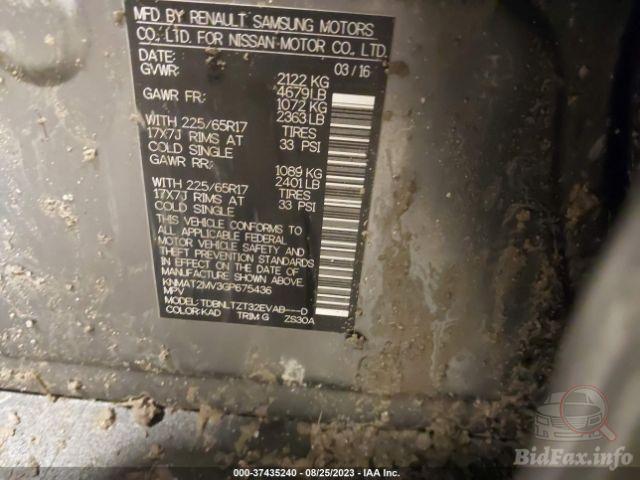 MFD BY RENAULT SAMSUNG MOTORS
CO., LTD. FOR NISSAN MOTOR CO., LTD.
DATE: 03/16
GVWR: 2122 KG
4679 LB
GAWR FR: 1072 KG
2363 LB
WITH 225/65R17 TIRES
17X7J RIMS AT 33 PSI
COLD SINGLE
GAWR RR: 1089 KG
2401 LB
WITH 225/65R17 TIRES
17X7J RIMS AT 33 PSI
COLD SINGLE
THIS VEHICLE CONFORMS TO
ALL APPLICABLE FEDERAL
MOTOR VEHICLE SAFETY AND
THEFT PREVENTION STANDARDS
IN EFFECT ON THE DATE OF
MANUFACTURE SHOWN ABOVE.
KNMAT2MV3GP675436
MPV
MODEL: TDBNLTZT32EVAB---D
COLOR: KAD TRIM: G ZS30A
BidFax.info
000-37435240 - 08/25/2023 - IAA Inc.